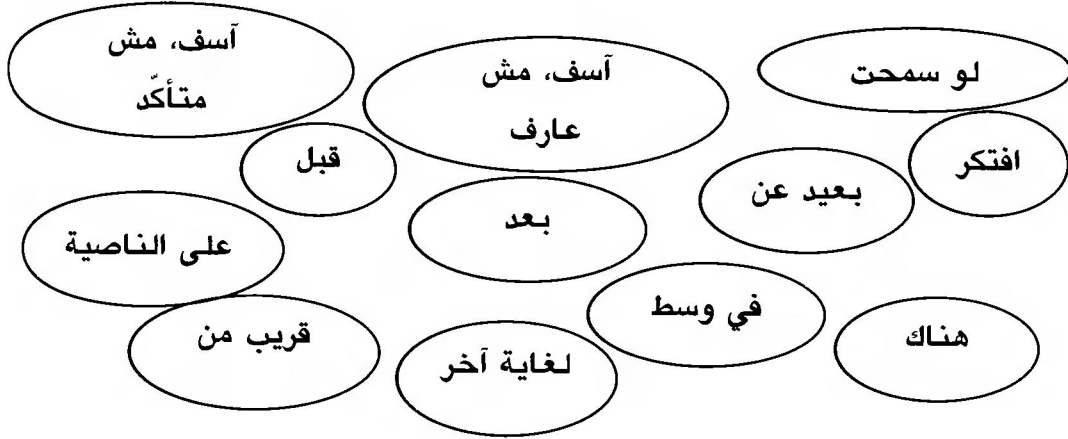 لو سمحت
آسف، مش
عارف
آسف، مش
متأكّد
افتكر
بعيد عن
بعد
قبل
على الناصية
هناك
في وسط
لغاية آخر
قريب من